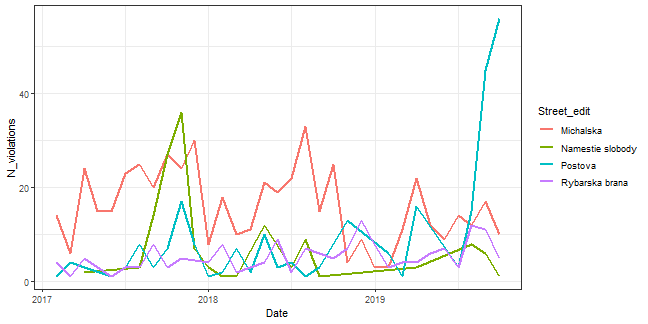 N_violations
40
20
0
2017
2018
2019
Date
Street_edit
Michalska
Namestie slobody
Postova
Rybarska brana